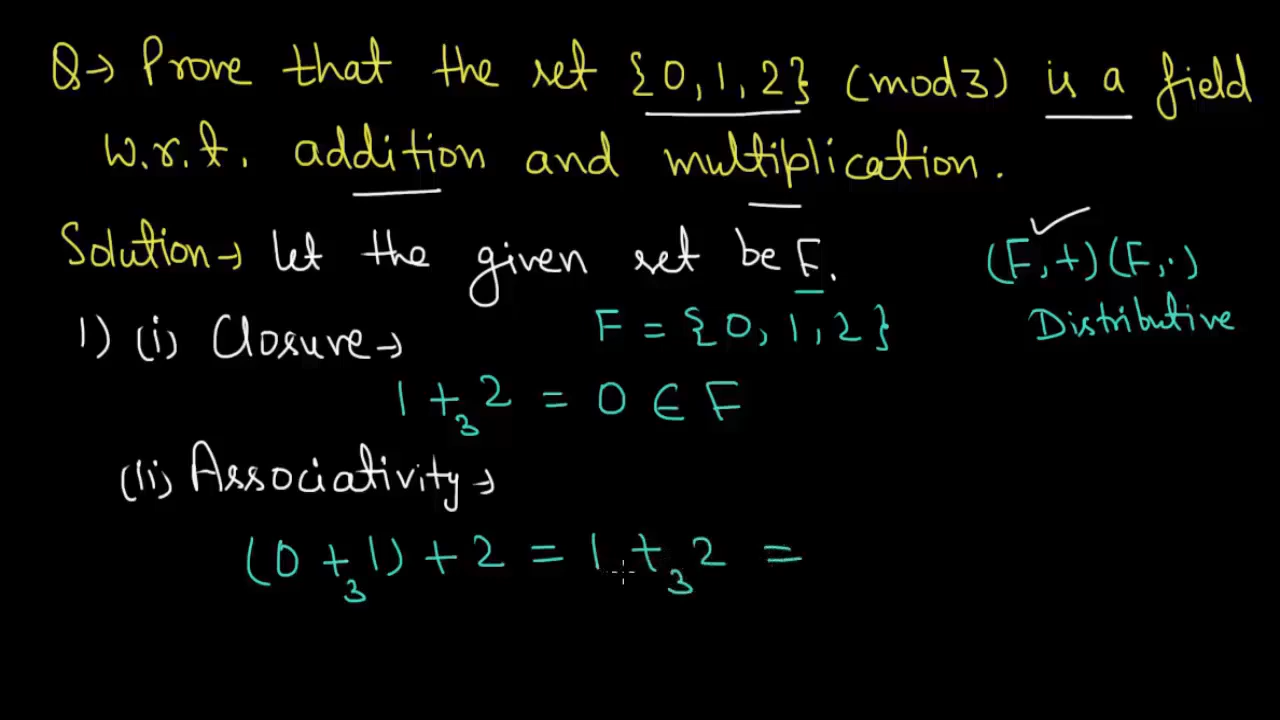 Q→ Prove that the set {0, 1, 2} (mod3) is a field
w.r.t. addition and multiplication.
Solution→ Let the given set be F.
(F, +) (F, ·)
Distributive
1) (i) Closure→ F = {0, 1, 2}
1 +₃ 2 = 0 ∈ F
(ii) Associativity→
(0 +₃ 1) + 2 = 1 +₃ 2 =